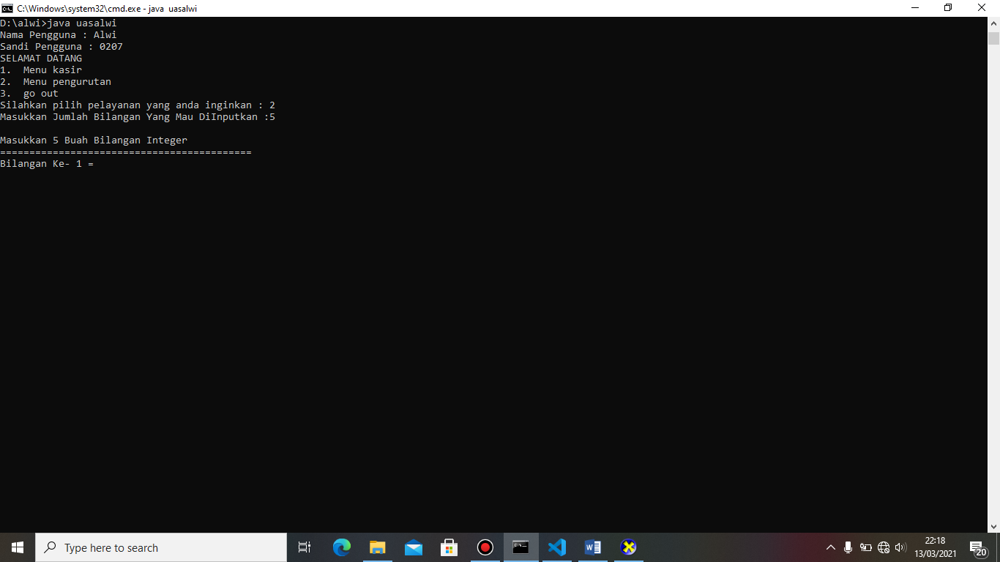 C:\Windows\system32\cmd.exe - java  uasalwi
D:\alwi>java uasalwi
Nama Pengguna : Alwi
Sandi Pengguna : 0207
SELAMAT DATANG
1.  Menu kasir
2.  Menu pengurutan
3.  go out
Silahkan pilih pelayanan yang anda inginkan : 2
Masukkan Jumlah Bilangan Yang Mau DiInputkan :5
Masukkan 5 Buah Bilangan Integer
===========================================
Bilangan Ke- 1 =
Type here to search
22:18
13/03/2021
20